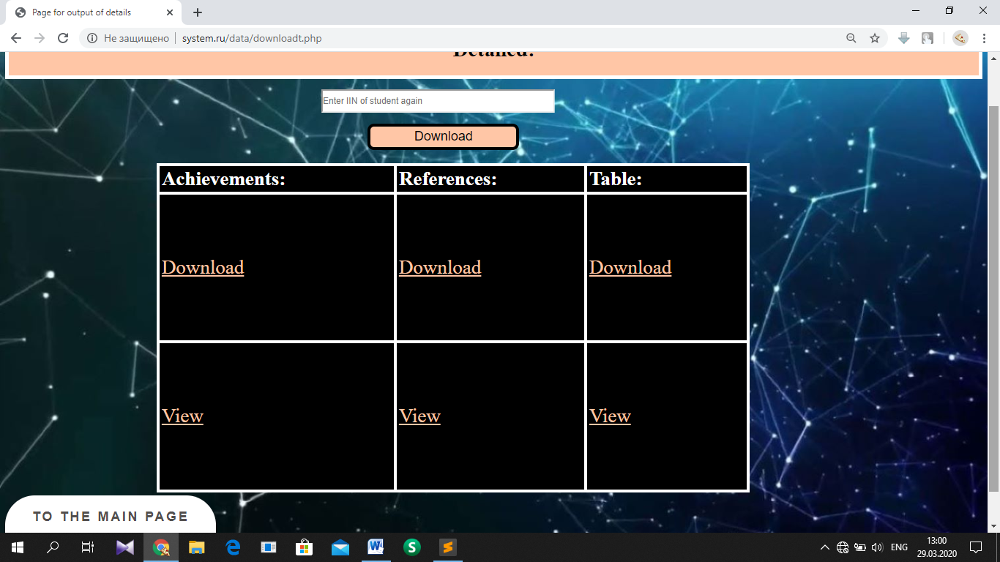 Page for output of details
Не защищено
system.ru/data/downloadt.php
Detailed:
Enter IIN of student again
Download
Achievements: References: Table:
Download Download Download
View View View
TO THE MAIN PAGE
ENG
13:00
29.03.2020